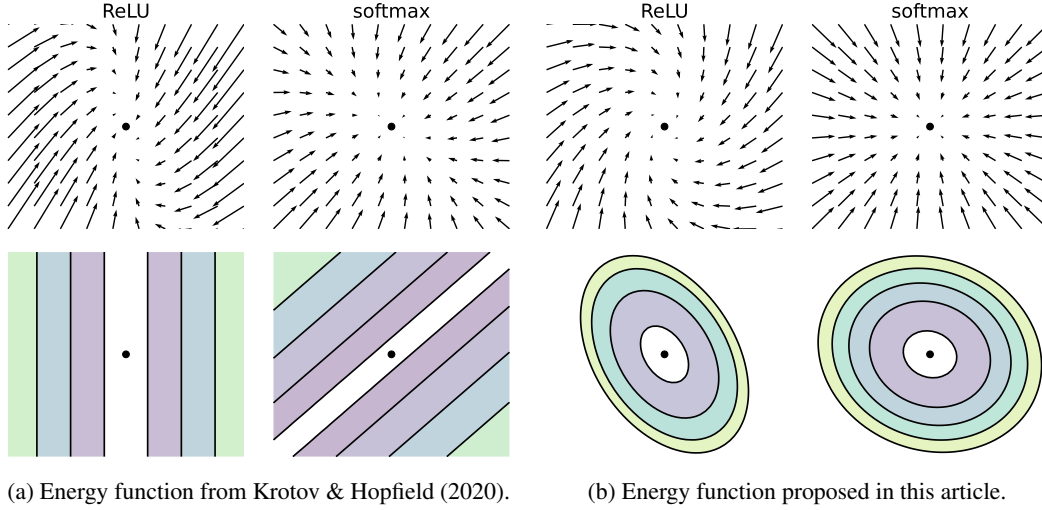 ReLU
softmax
ReLU
softmax
(a) Energy function from Krotov & Hopfield (2020).
(b) Energy function proposed in this article.